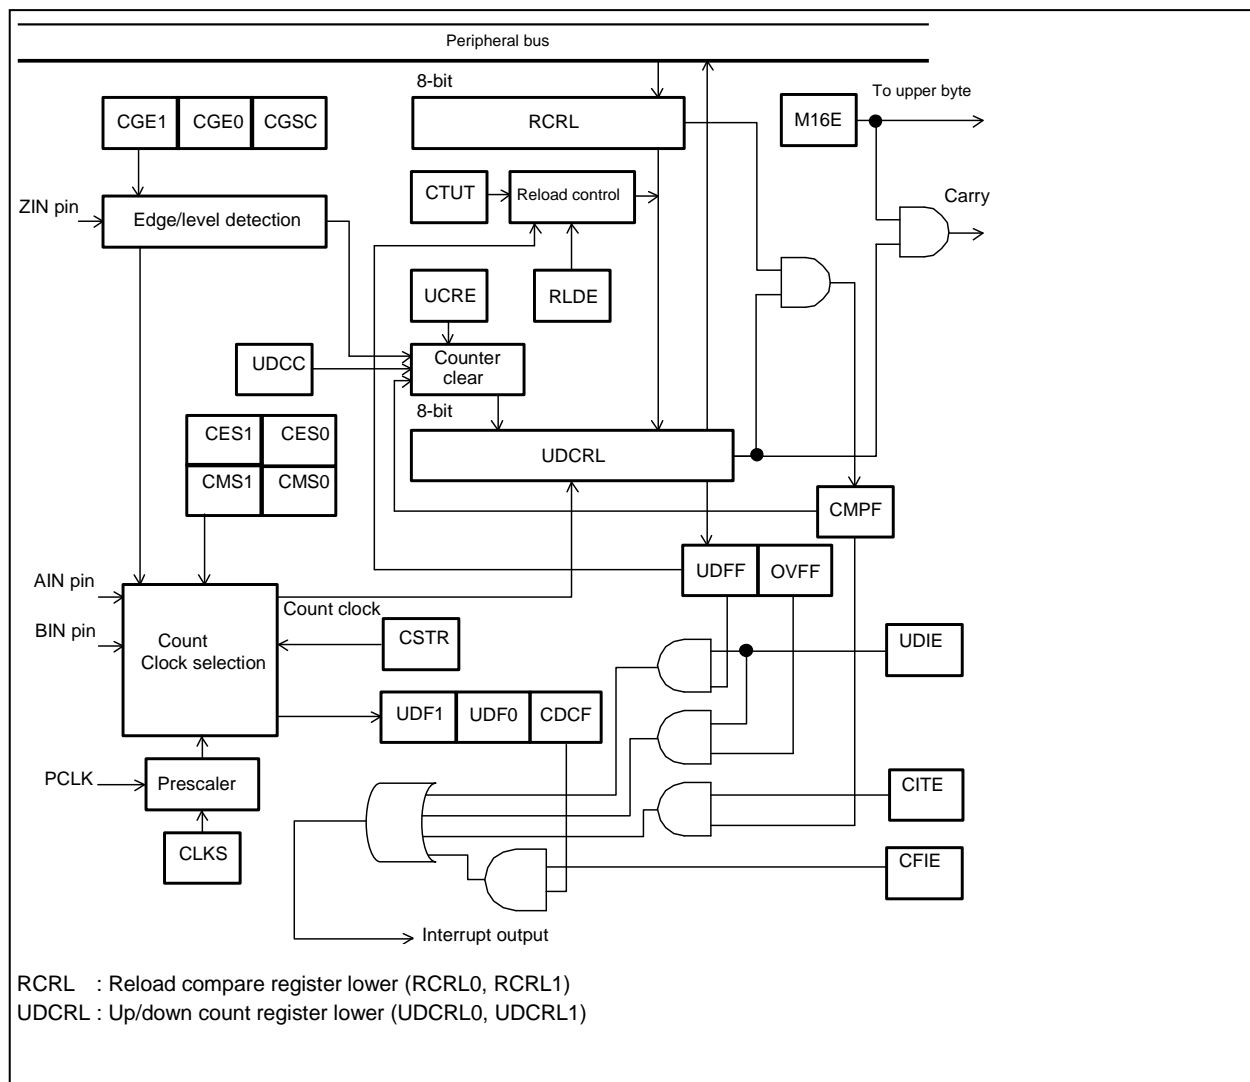 Peripheral bus
8-bit
To upper byte
CGE1 CGE0 CGSC
RCRL
M16E
CTUT
Reload control
ZIN pin
Edge/level detection
Carry
UCRE
RLDE
UDCC
Counter
clear
8-bit
CES1 CES0
UDCRL
CMS1 CMS0
CMPF
UDFF OVFF
AIN pin
Count clock
BIN pin
Count
Clock selection
CSTR
UDIE
UDF1 UDF0 CDCF
PCLK
Prescaler
CITE
CLKS
CFIE
Interrupt output
RCRL : Reload compare register lower (RCRL0, RCRL1)
UDCRL : Up/down count register lower (UDCRL0, UDCRL1)